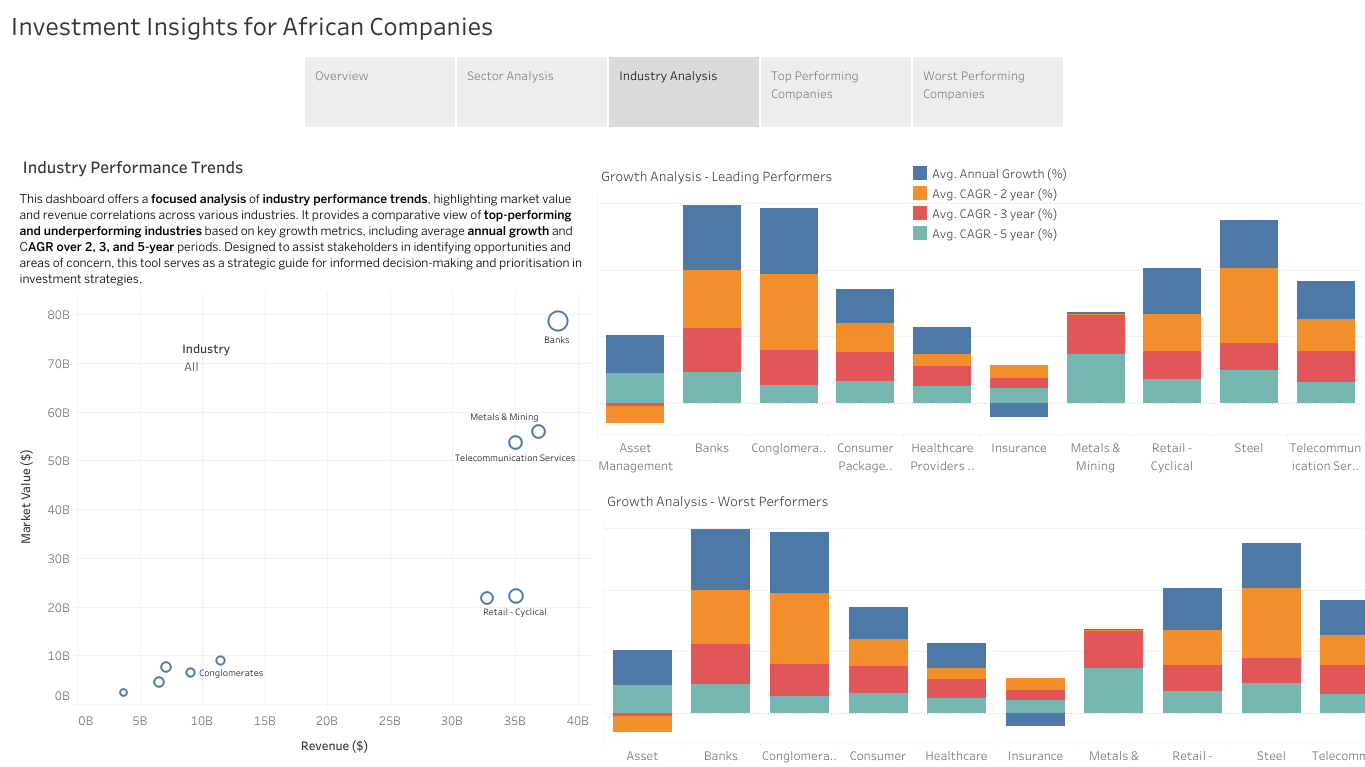 Investment Insights for African Companies
Overview
Sector Analysis
Industry Analysis
Top Performing
Companies
Worst Performing
Companies
Industry Performance Trends
This dashboard offers a focused analysis of industry performance trends, highlighting market value
and revenue correlations across various industries. It provides a comparative view of top-performing
and underperforming industries based on key growth metrics, including average annual growth and
CAGR over 2, 3, and 5-year periods. Designed to assist stakeholders in identifying opportunities and
areas of concern, this tool serves as a strategic guide for informed decision-making and prioritisation in
investment strategies.
Industry
All
Market Value ($)
80B
70B
60B
50B
40B
30B
20B
10B
0B
Banks
Metals & Mining
Telecommunication Services
Retail - Cyclical
Conglomerates
0B 5B 10B 15B 20B 25B 30B 35B 40B
Revenue ($)
Growth Analysis - Leading Performers
Avg. Annual Growth (%)
Avg. CAGR - 2 year (%)
Avg. CAGR - 3 year (%)
Avg. CAGR - 5 year (%)
Asset
Management
Banks
Conglomera..
Consumer
Package..
Healthcare
Providers ..
Insurance
Metals &
Mining
Retail -
Cyclical
Steel
Telecommun
ication Ser..
Growth Analysis - Worst Performers
Asset
Banks
Conglomera..
Consumer
Healthcare
Insurance
Metals &
Retail -
Steel
Telecomm